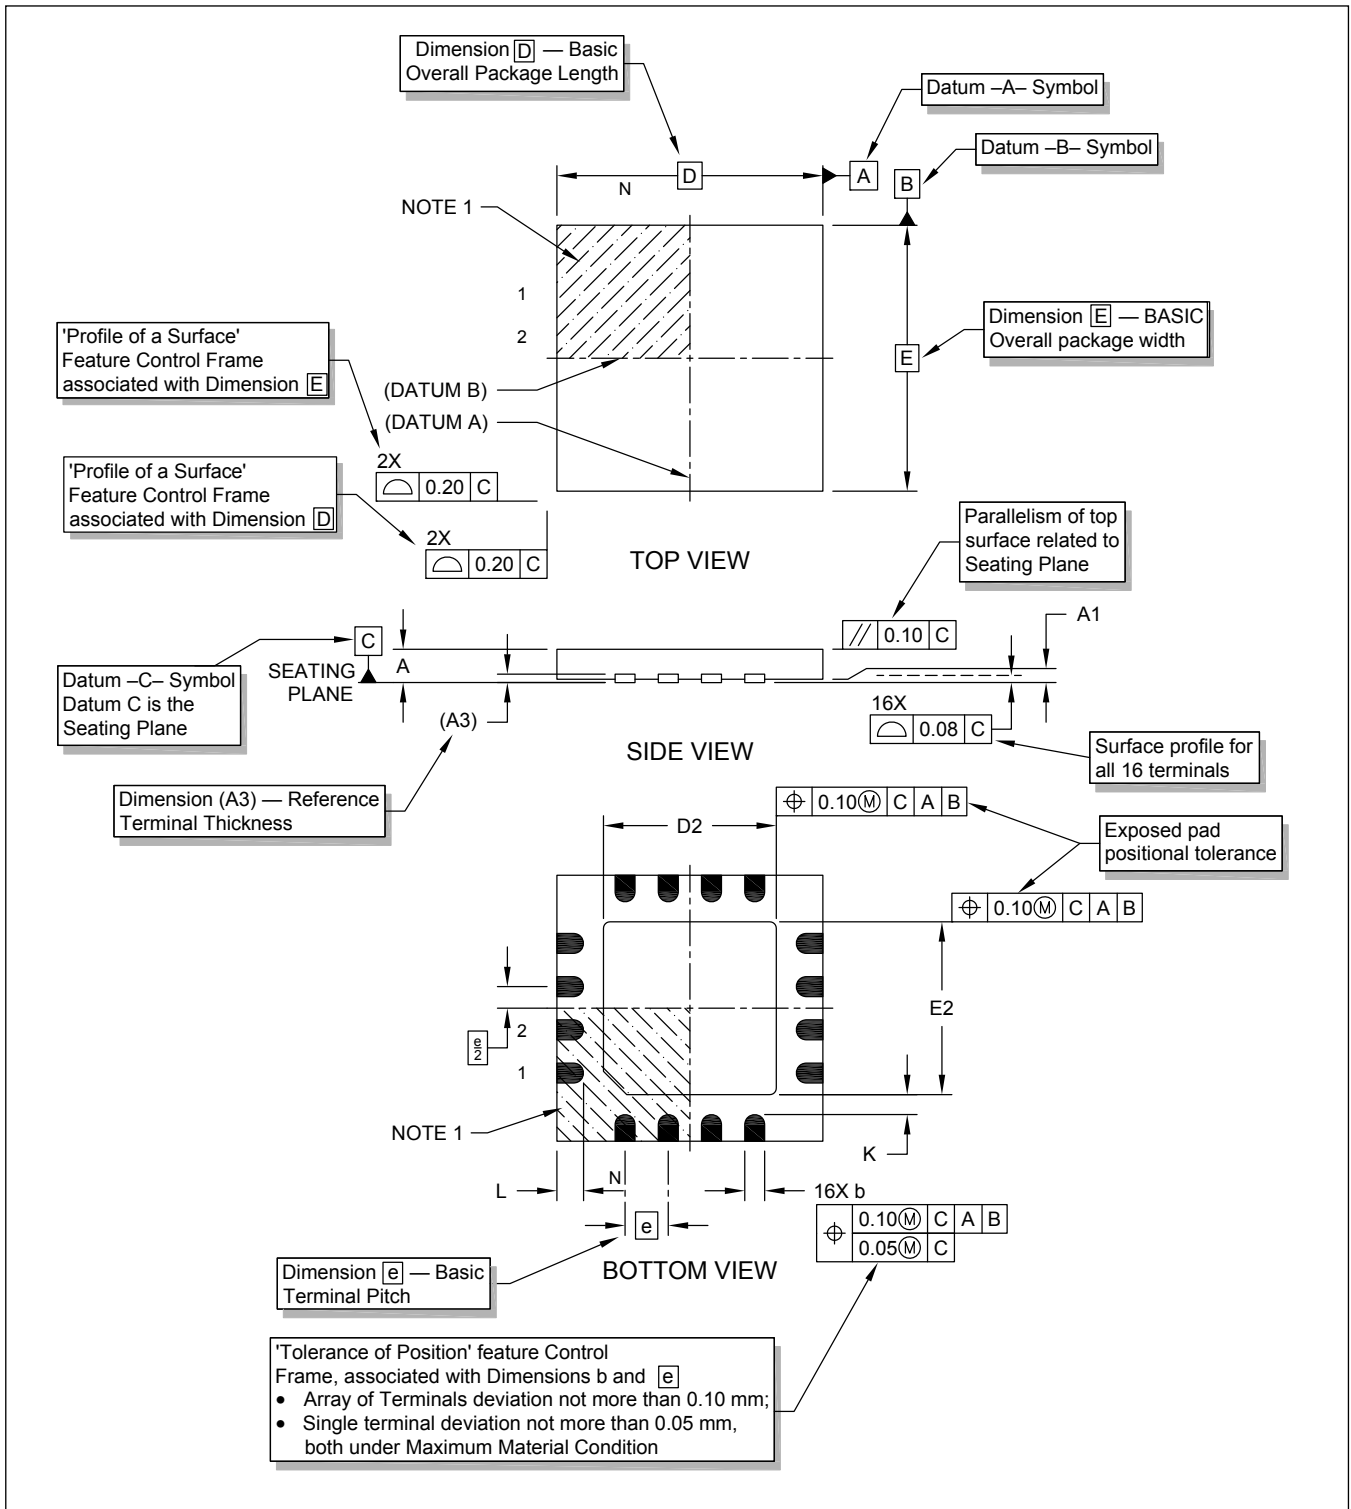 Dimension D — Basic
Overall Package Length
Datum –A– Symbol
Datum –B– Symbol
N
D
A
B
NOTE 1
1
2
Dimension E — BASIC
Overall package width
E
'Profile of a Surface'
Feature Control Frame
associated with Dimension E
(DATUM B)
(DATUM A)
2X
0.20 C
'Profile of a Surface'
Feature Control Frame
associated with Dimension D
2X
0.20 C
TOP VIEW
Parallelism of top
surface related to
Seating Plane
// 0.10 C
A1
C
A
SEATING
PLANE
Datum –C– Symbol
Datum C is the
Seating Plane
(A3)
16X
⌓ 0.08 C
SIDE VIEW
Surface profile for
all 16 terminals
Dimension (A3) — Reference
Terminal Thickness
⌖ 0.10Ⓜ C A B
D2
Exposed pad
positional tolerance
⌖ 0.10Ⓜ C A B
E2
e
2
2
1
NOTE 1
K
L
N
16X b
e
⌖ 0.10Ⓜ C A B
0.05Ⓜ C
BOTTOM VIEW
Dimension e — Basic
Terminal Pitch
'Tolerance of Position' feature Control
Frame, associated with Dimensions b and e
• Array of Terminals deviation not more than 0.10 mm;
• Single terminal deviation not more than 0.05 mm,
both under Maximum Material Condition